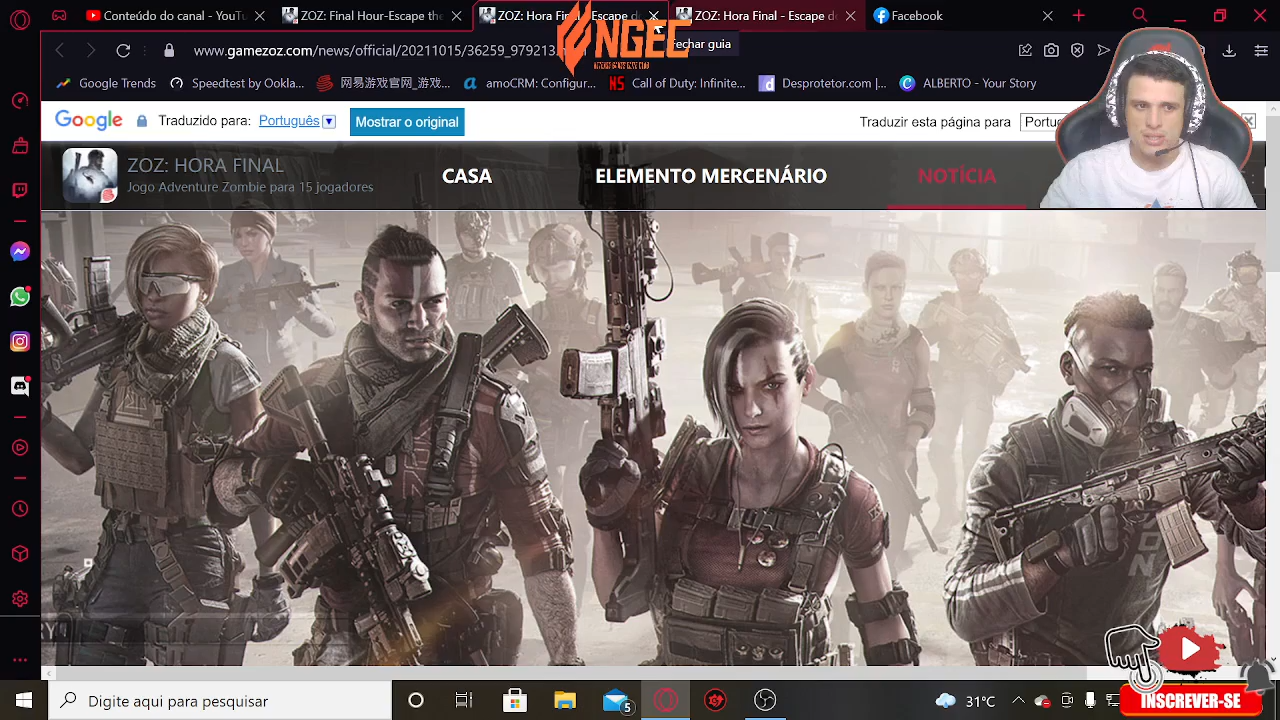 Conteúdo do canal - YouTu
ZOZ: Final Hour-Escape the
ZOZ: Hora Final - Escape d
ZOZ: Hora Final - Escape de
Facebook
NGEC
Fechar guia
www.gamezoz.com/news/official/20211015/36259_979213.
Google Trends
Speedtest by Ookla...
网易游戏官网_游戏...
amoCRM: Configur...
Call of Duty: Infinite...
Desprotetor.com |...
ALBERTO - Your Story
Google
Traduzido para: Português
Mostrar o original
Traduzir esta página para
Portu
ZOZ: HORA FINAL
Jogo Adventure Zombie para 15 jogadores
CASA
ELEMENTO MERCENÁRIO
NOTÍCIA
Digite aqui para pesquisar
5
31°C
INSCREVER-SE